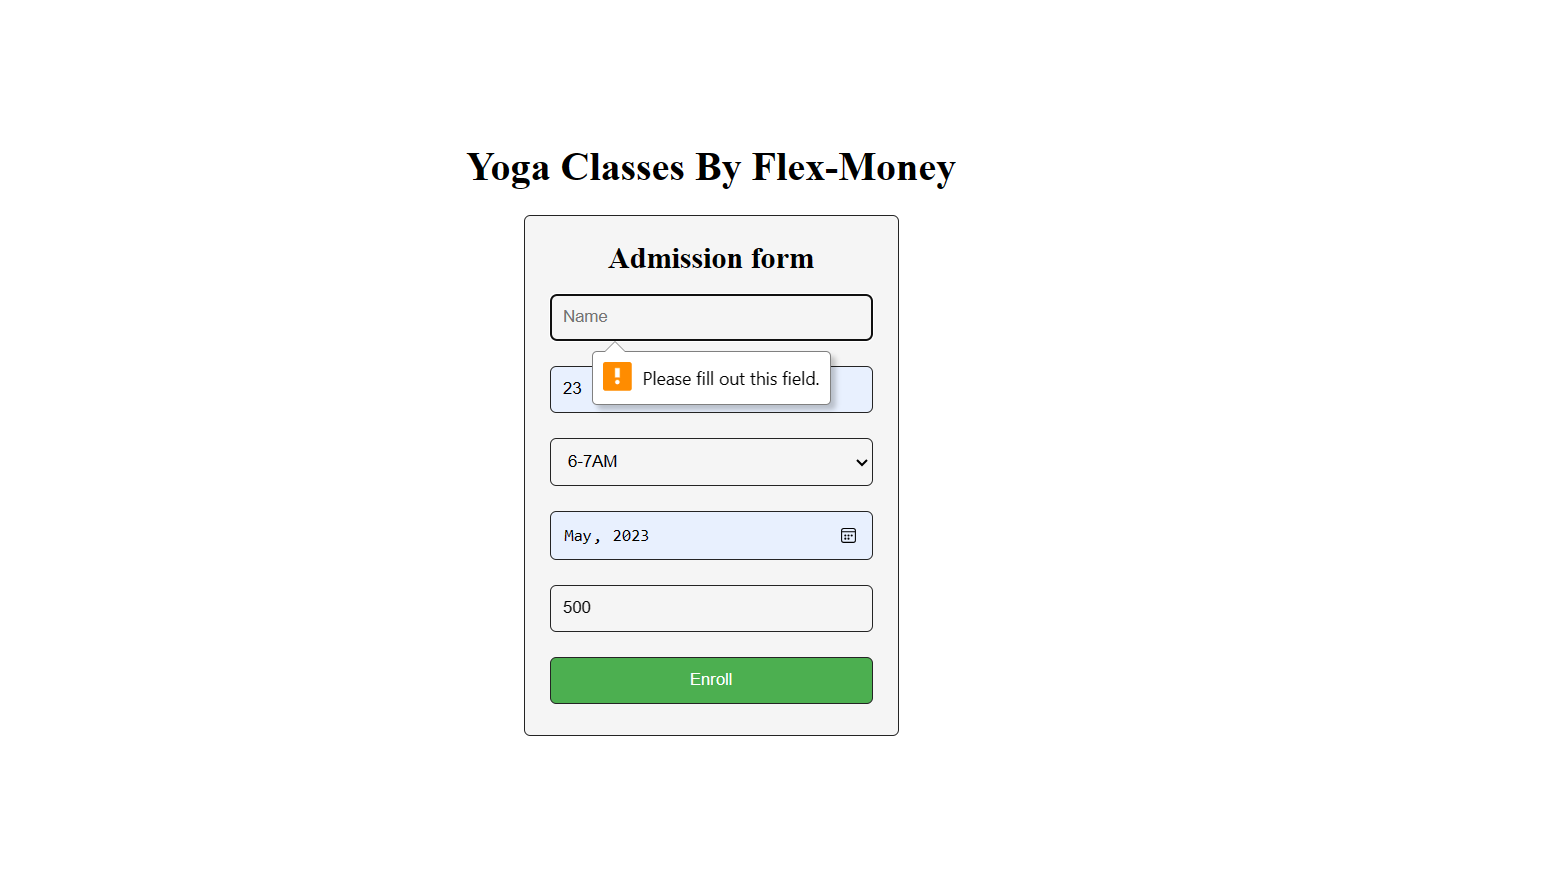 Yoga Classes By Flex-Money
Admission form
Name
Please fill out this field.
23
6-7AM
May, 2023
500
Enroll